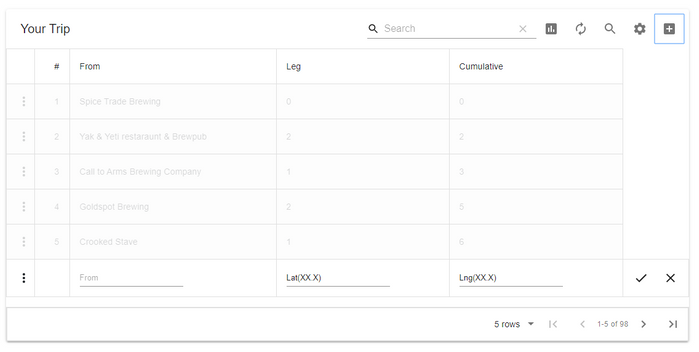 Your Trip Search
# From Leg Cumulative
1 Spice Trade Brewing 0 0
2 Yak & Yeti restaraunt & Brewpub 2 2
3 Call to Arms Brewing Company 1 3
4 Goldspot Brewing 2 5
5 Crooked Stave 1 6
From Lat(XX.X) Lng(XX.X)
5 rows 1-5 of 98